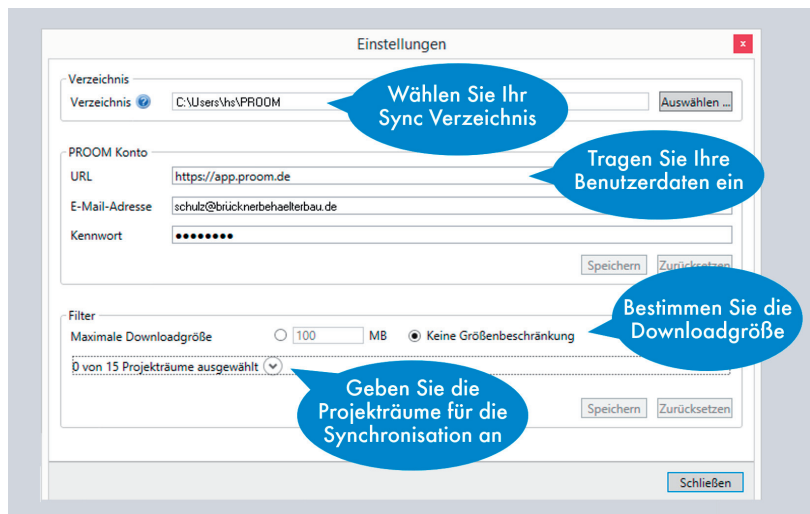 Einstellungen
x
Verzeichnis
Verzeichnis ? C:\Users\hs\PROOM
Auswählen ...
Wählen Sie Ihr
Sync Verzeichnis
PROOM Konto
URL https://app.proom.de
E-Mail-Adresse schulz@brücknerbehaelterbau.de
Kennwort ●●●●●●●●
Tragen Sie Ihre
Benutzerdaten ein
Speichern Zurücksetzen
Filter
Maximale Downloadgröße 100 MB Keine Größenbeschränkung
Bestimmen Sie die
Downloadgröße
0 von 15 Projekträume ausgewählt
Geben Sie die
Projekträume für die
Synchronisation an
Speichern Zurücksetzen
Schließen